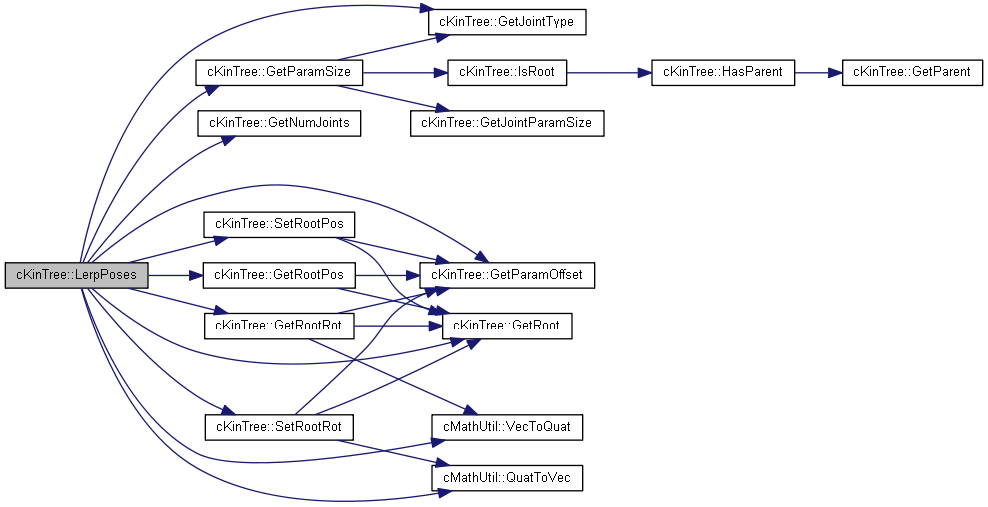 cKinTree::GetJointType
cKinTree::GetParamSize
cKinTree::IsRoot
cKinTree::HasParent
cKinTree::GetParent
cKinTree::GetNumJoints
cKinTree::GetJointParamSize
cKinTree::SetRootPos
cKinTree::LerpPoses
cKinTree::GetRootPos
cKinTree::GetParamOffset
cKinTree::GetRootRot
cKinTree::GetRoot
cKinTree::SetRootRot
cMathUtil::VecToQuat
cMathUtil::QuatToVec